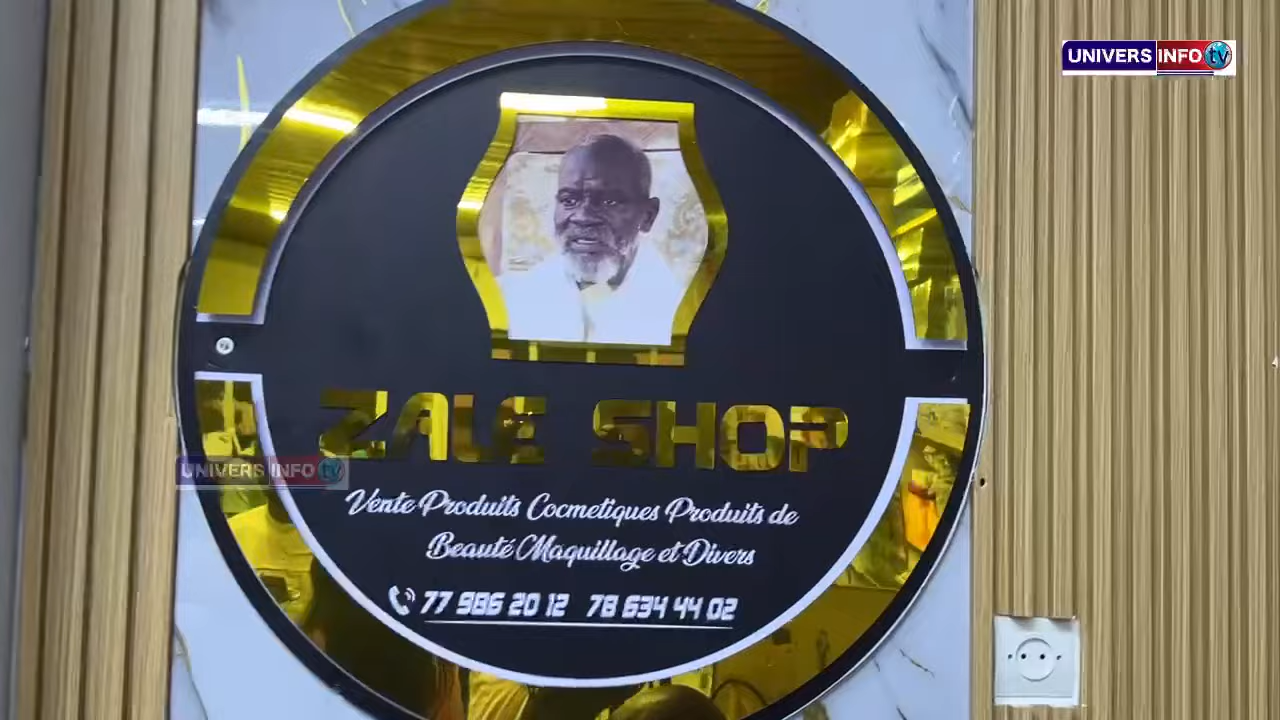 UNIVERS INFO tv
ZALE SHOP
UNIVERS INFO tv
Vente Produits Cocmetiques Produits de
Beauté Maquillage et Divers
77 986 20 12 78 634 44 02